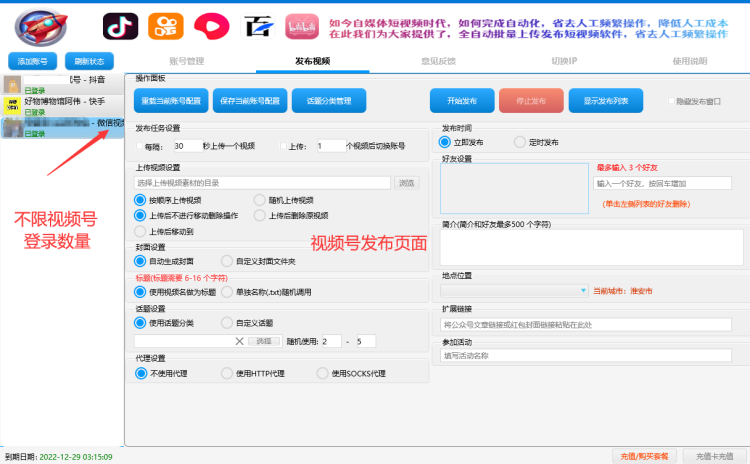 如今自媒体短视频时代，如何完成自动化，省去人工频繁操作，降低人工成本
在此我们为大家提供了，全自动批量上传发布短视频软件，省去人工频繁操作
添加账号 刷新状态
账号管理 发布视频 意见反馈 切换IP 使用说明
号 - 抖音
已登录
好物博物馆阿伟 - 快手
已登录
- 微信视频
已登录
不限视频号
登录数量
操作面板
重载当前账号配置 保存当前账号配置 话题分类管理 开始发布 停止发布 显示发布列表 隐藏发布窗口
发布任务设置
每隔： 30 秒上传一个视频 上传： 1 个视频后切换账号
上传视频设置
选择上传视频素材的目录 浏览
按顺序上传视频 随机上传视频
上传后不进行移动删除操作 上传后删除原视频
上传后移动到
视频号发布页面
封面设置
自动生成封面 自定义封面文件夹
标题(标题需要 6-16 个字符)
使用视频名做为标题 单独名称(.txt)随机调用
话题设置
使用话题分类 自定义话题
选择 随机使用: 2 - 5
代理设置
不使用代理 使用HTTP代理 使用SOCKS代理
发布时间
立即发布 定时发布
好友设置
最多输入 3 个好友
输入一个好友，按回车增加
（单击左侧列表的好友删除）
简介(简介和好友最多500 个字符)
地点位置
当前城市：淮安市
扩展链接
将公众号文章链接或红包封面链接粘贴在此处
参加活动
填写活动名称
到期日期: 2022-12-29 03:15:09 充值/购买套餐 充值卡充值